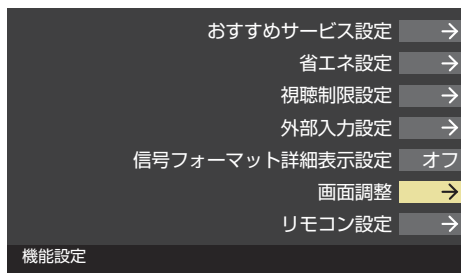 おすすめサービス設定 →
省エネ設定 →
視聴制限設定 →
外部入力設定 →
信号フォーマット詳細表示設定 オフ
画面調整 →
リモコン設定 →
機能設定